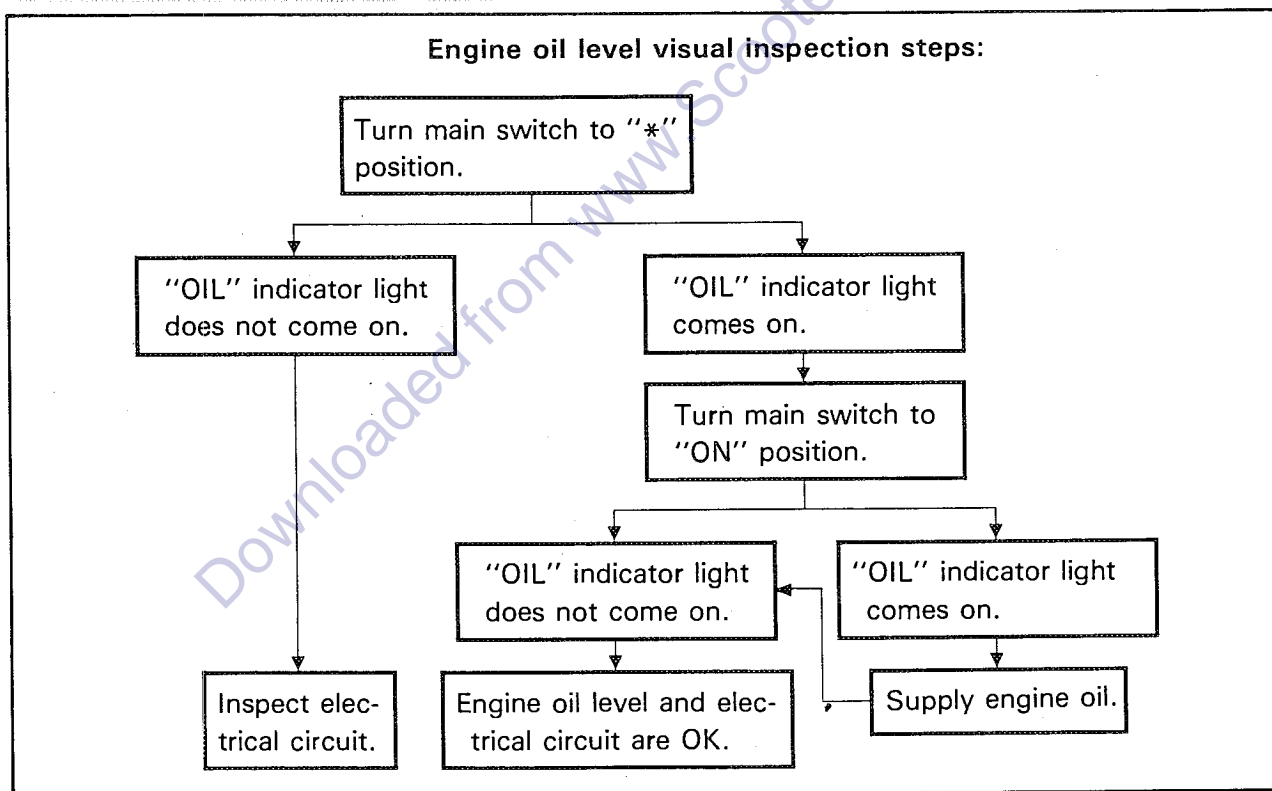 Engine oil level visual inspection steps:
Turn main switch to "*"
position.
"OIL" indicator light
does not come on.
"OIL" indicator light
comes on.
Turn main switch to
"ON" position.
"OIL" indicator light
does not come on.
"OIL" indicator light
comes on.
Inspect elec-
trical circuit.
Engine oil level and elec-
trical circuit are OK.
Supply engine oil.
Downloaded from www.Scoote